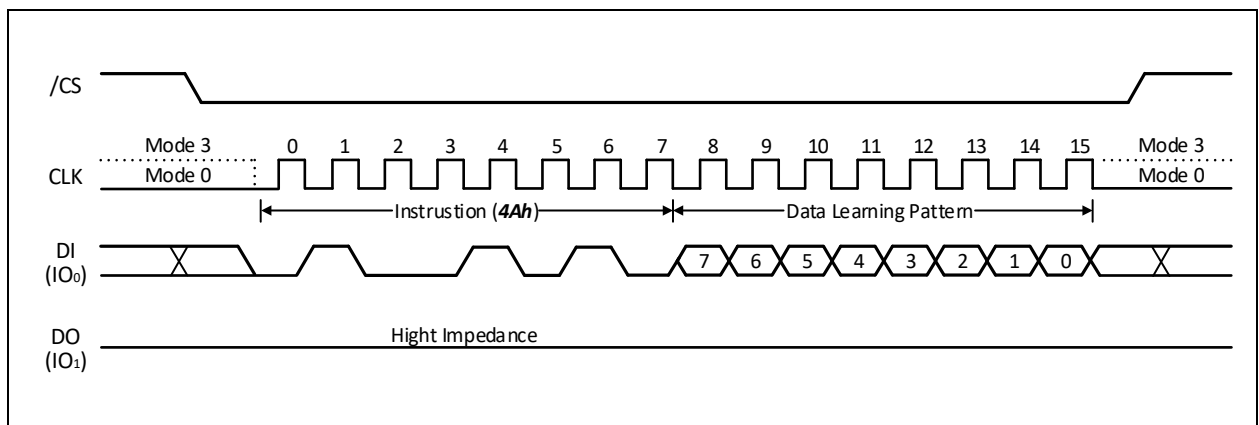 /CS
Mode 3 0 1 2 3 4 5 6 7 8 9 10 11 12 13 14 15 Mode 3
CLK Mode 0 Mode 0
Instrustion (4Ah) Data Learning Pattern
DI
(IO0) 7 6 5 4 3 2 1 0
DO Hight Impedance
(IO1)